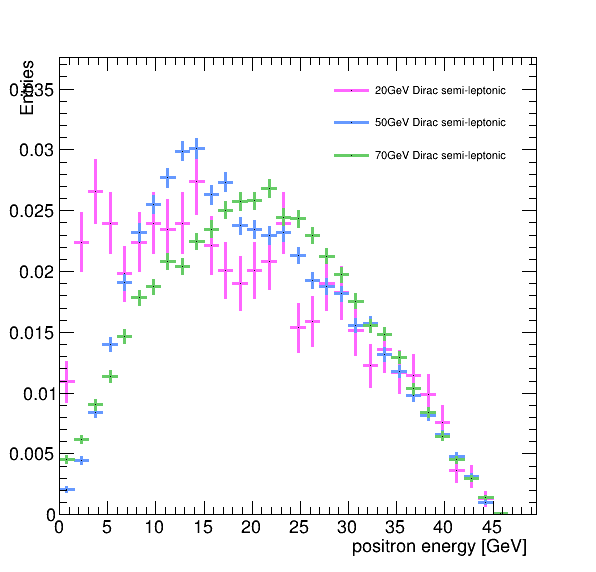 Entries
0.035
0.03
0.025
0.02
0.015
0.01
0.005
0
20GeV Dirac semi-leptonic
50GeV Dirac semi-leptonic
70GeV Dirac semi-leptonic
0 5 10 15 20 25 30 35 40 45
positron energy [GeV]